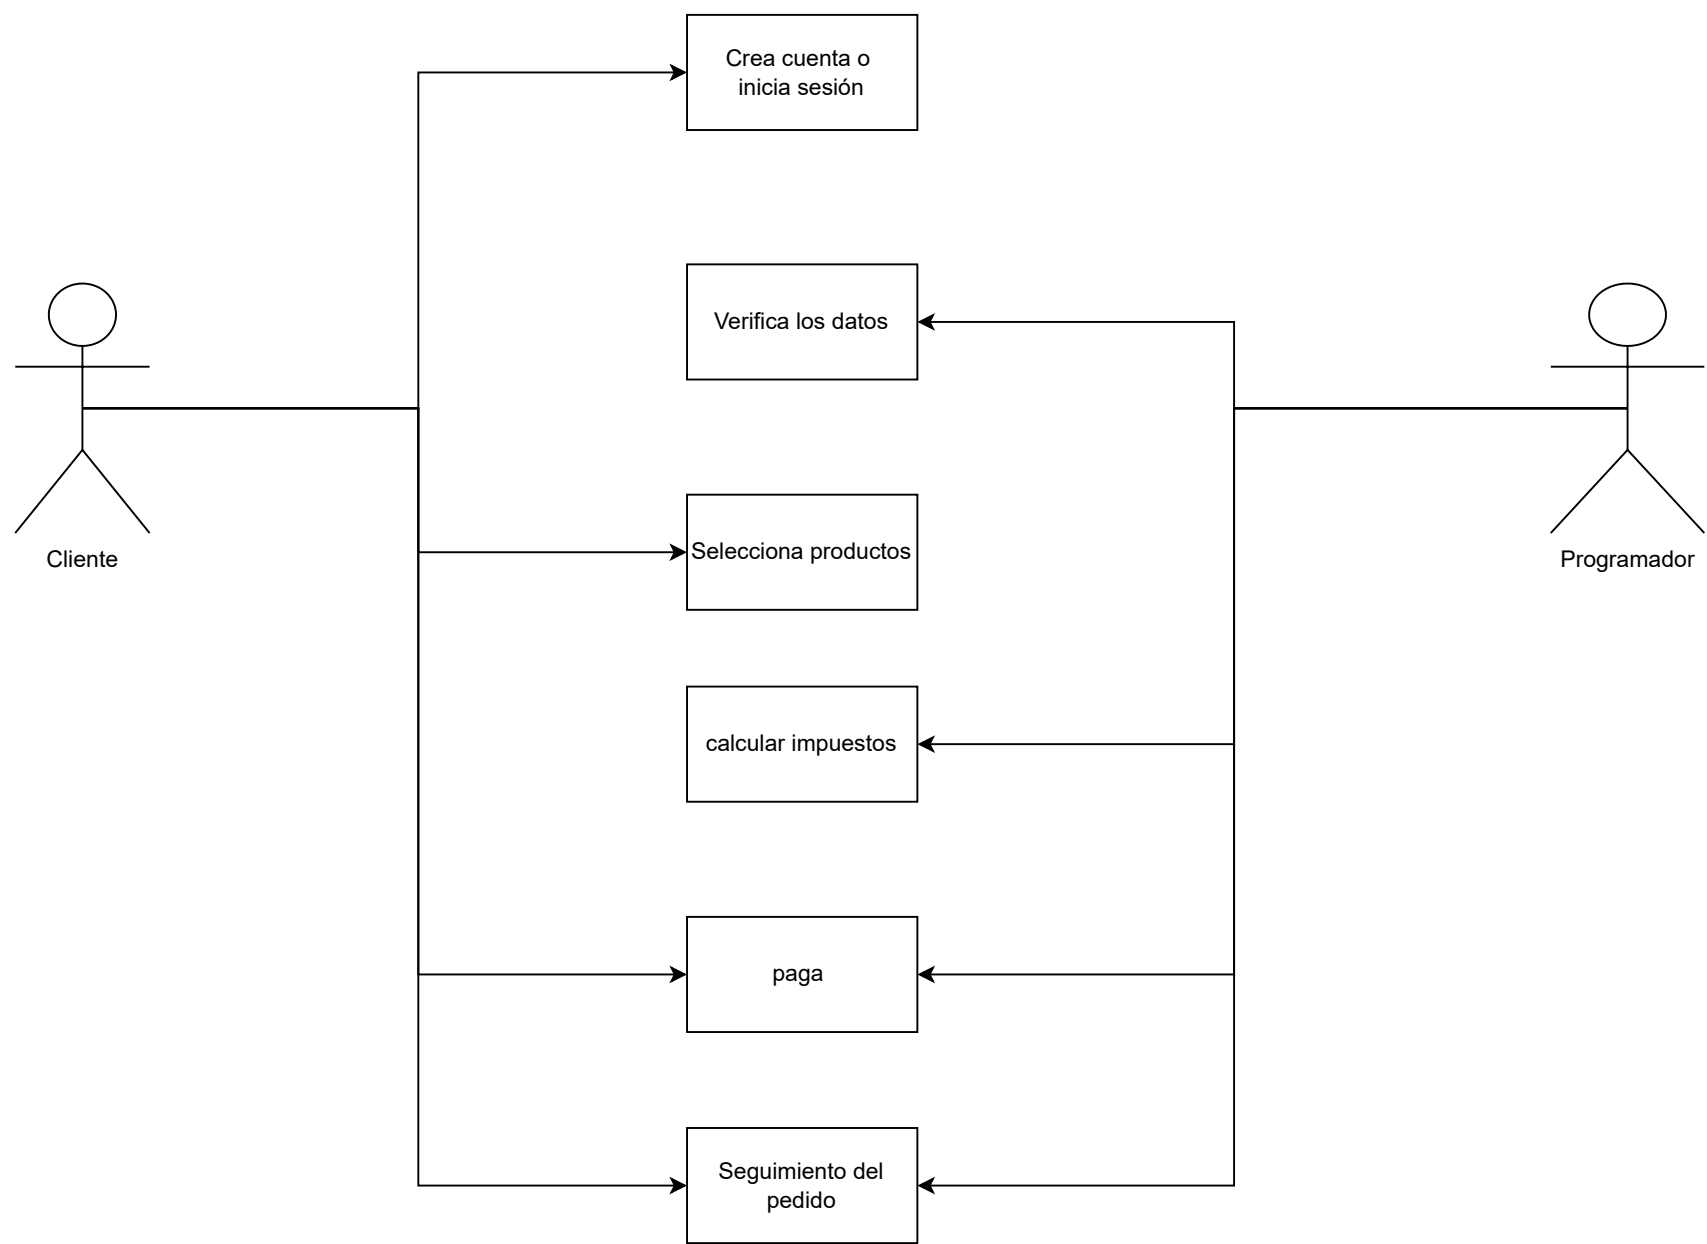 Crea cuenta o
inicia sesión
Verifica los datos
Selecciona productos
Cliente
Programador
calcular impuestos
paga
Seguimiento del
pedido